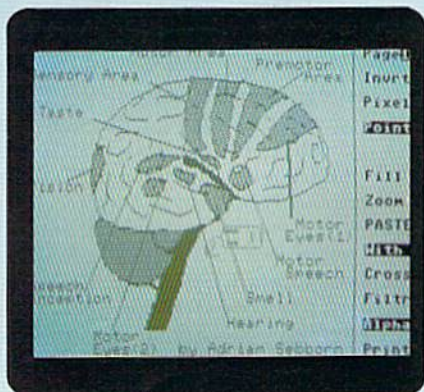 Premotor
Area
Sensory Area
Taste
Motor
Eyes(1)
Motor
Speech
Smell
Hearing
Motor
Eyes(2)
by Adrian Sebborn
Invrt
Pixel
Point
Fill
Zoom
PASTE
With
Cross
Filtr
Alpha
Print